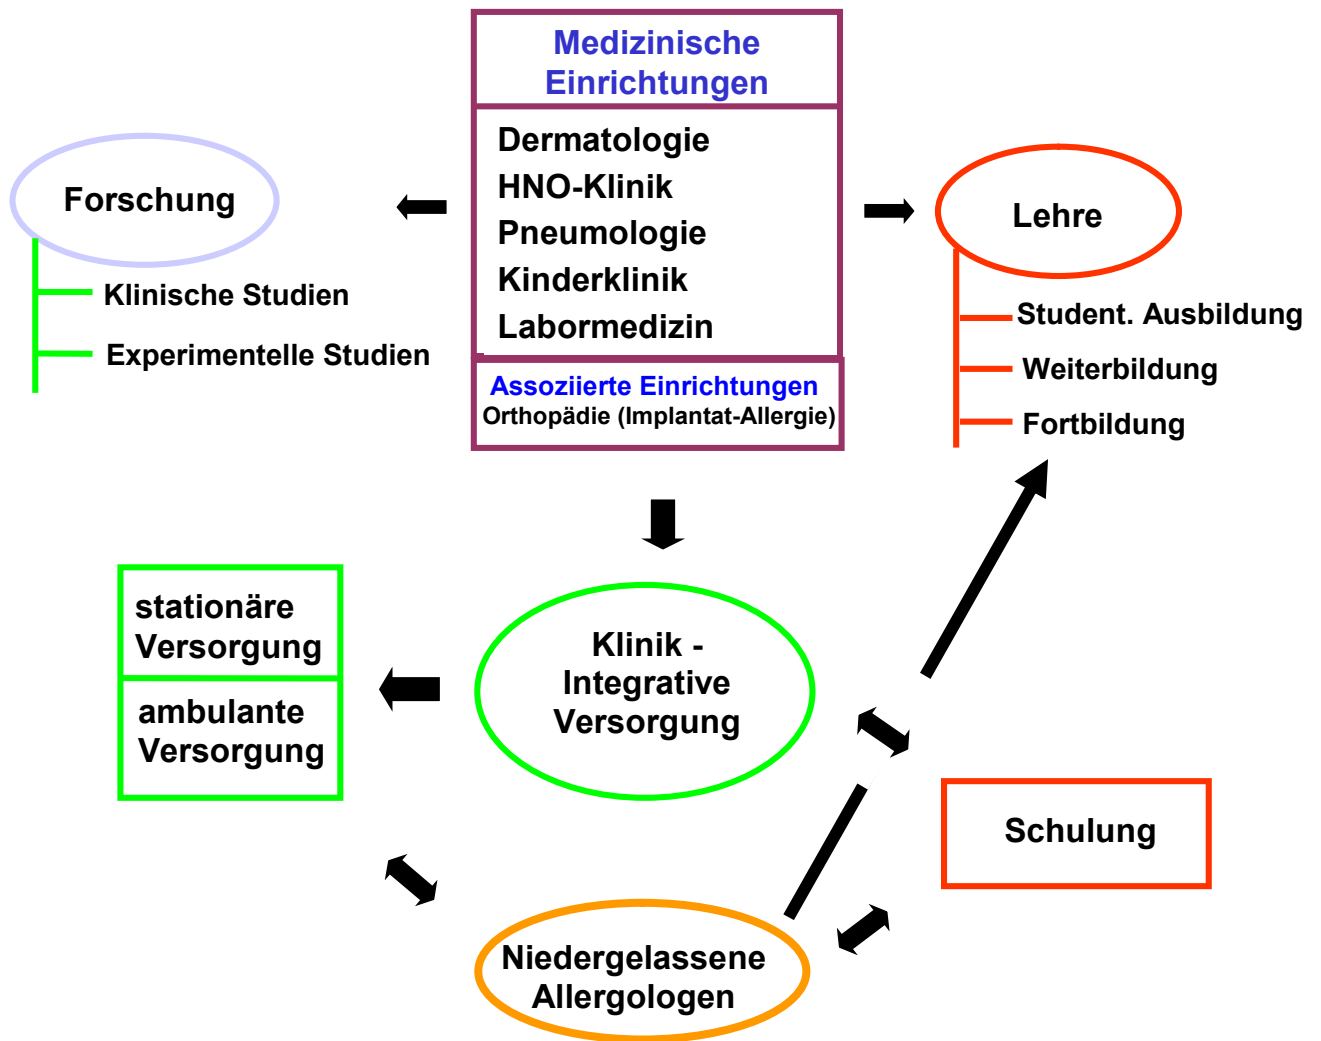 Medizinische
Einrichtungen
Dermatologie
HNO-Klinik
Pneumologie
Kinderklinik
Labormedizin
Assoziierte Einrichtungen
Orthopädie (Implantat-Allergie)
Forschung
Klinische Studien
Experimentelle Studien
Lehre
Student. Ausbildung
Weiterbildung
Fortbildung
stationäre
Versorgung
ambulante
Versorgung
Klinik -
Integrative
Versorgung
Schulung
Niedergelassene
Allergologen